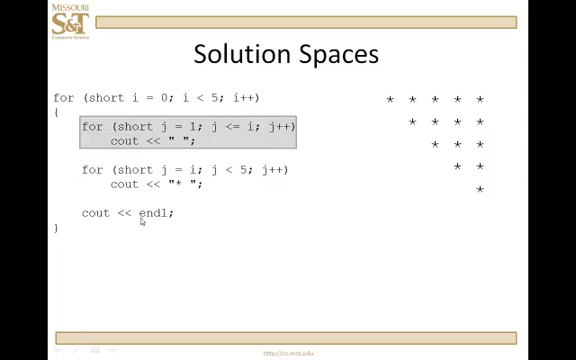 MISSOURI
S&T
Computer Science
Solution Spaces
for (short i = 0; i < 5; i++)
{
for (short j = 1; j <= i; j++)
cout << " ";
for (short j = i; j < 5; j++)
cout << "* ";
cout << endl;
}
* * * * *
* * * *
* * *
* *
*
http://cs.mst.edu